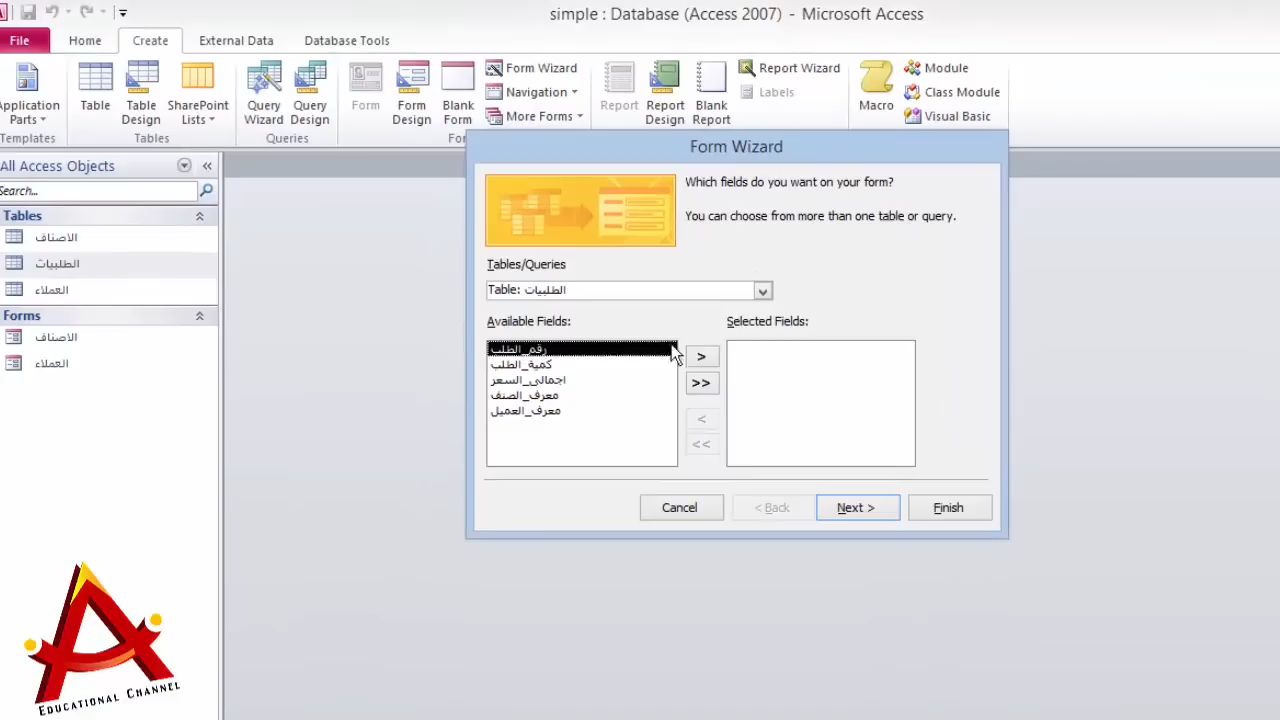 simple : Database (Access 2007) - Microsoft Access
File Home Create External Data Database Tools
Application Parts
Templates
Table
Table Design
SharePoint Lists
Tables
Query Wizard
Query Design
Queries
Form
Form Design
Blank Form
Form Wizard
Navigation
More Forms
Report
Report Design
Blank Report
Report Wizard
Labels
Macro
Module
Class Module
Visual Basic
All Access Objects
Search...
Tables
الاصناف
الطلبيات
العملاء
Forms
الاصناف
العملاء
Form Wizard
Which fields do you want on your form?
You can choose from more than one table or query.
Tables/Queries
Table: الطلبيات
Available Fields:
رقم_الطلب
كمية_الطلب
اجمالى_السعر
معرف_الصنف
معرف_العميل
>
>>
<
<<
Selected Fields:
Cancel
< Back
Next >
Finish
EDUCATIONAL CHANNEL